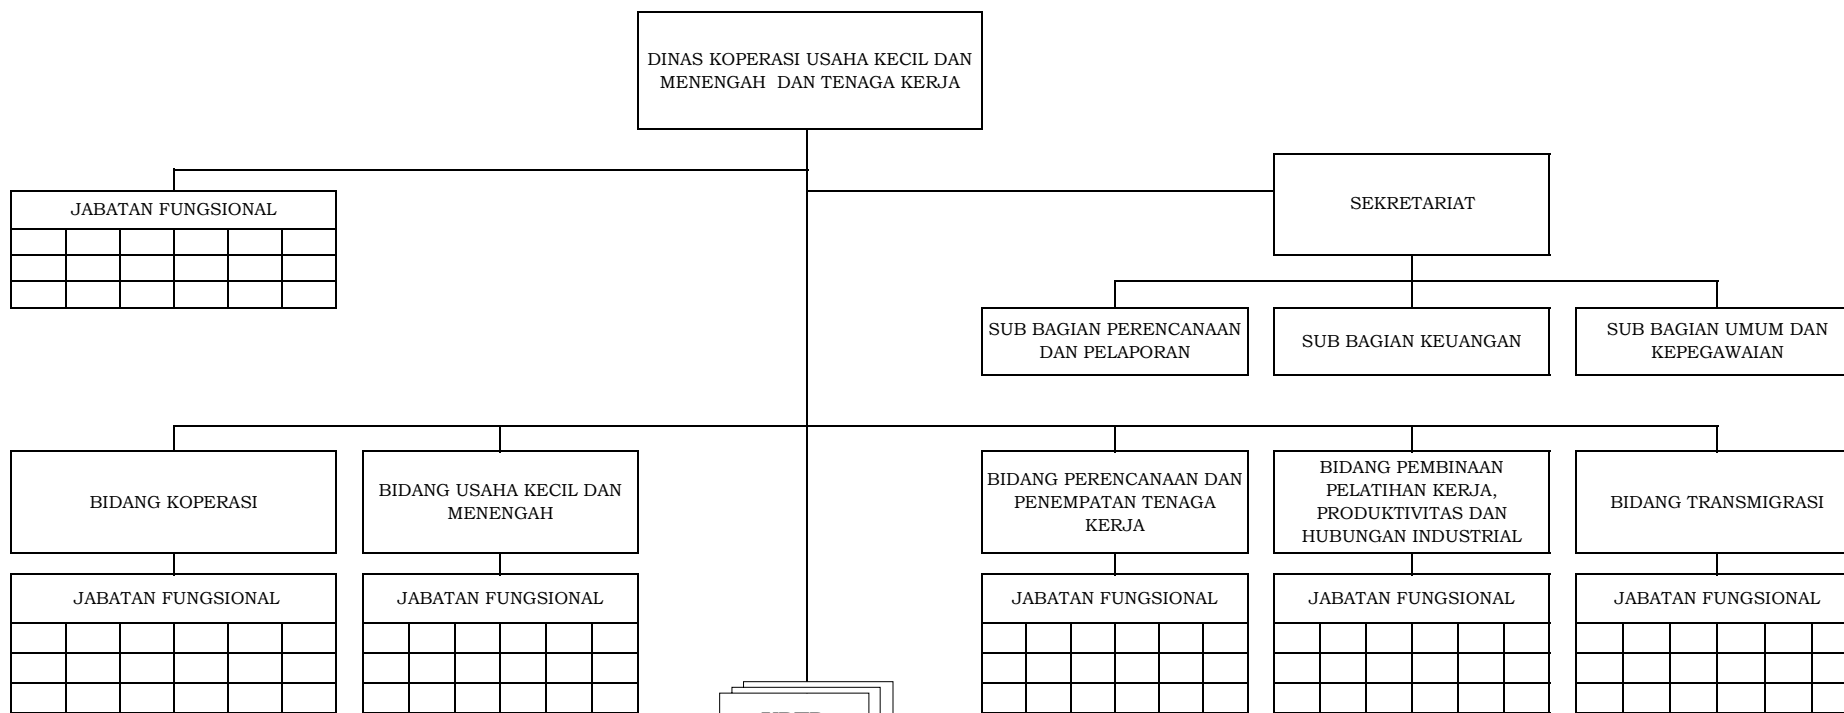 DINAS KOPERASI USAHA KECIL DAN
MENENGAH DAN TENAGA KERJA
JABATAN FUNGSIONAL
SEKRETARIAT
SUB BAGIAN PERENCANAAN
DAN PELAPORAN
SUB BAGIAN KEUANGAN
SUB BAGIAN UMUM DAN
KEPEGAWAIAN
BIDANG KOPERASI
BIDANG USAHA KECIL DAN
MENENGAH
BIDANG PERENCANAAN DAN
PENEMPATAN TENAGA
KERJA
BIDANG PEMBINAAN
PELATIHAN KERJA,
PRODUKTIVITAS DAN
HUBUNGAN INDUSTRIAL
BIDANG TRANSMIGRASI
JABATAN FUNGSIONAL
JABATAN FUNGSIONAL
JABATAN FUNGSIONAL
JABATAN FUNGSIONAL
JABATAN FUNGSIONAL